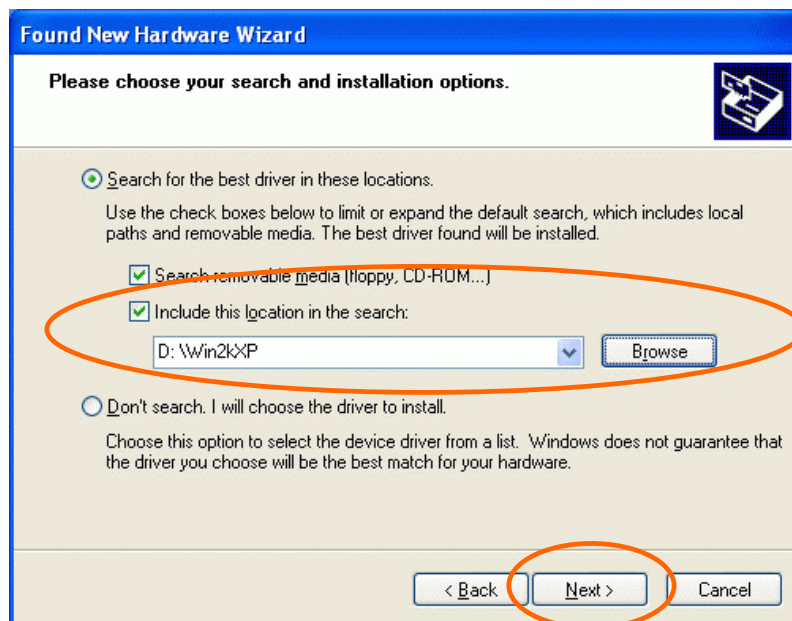 Found New Hardware Wizard
Please choose your search and installation options.
Search for the best driver in these locations.
Use the check boxes below to limit or expand the default search, which includes local
paths and removable media. The best driver found will be installed.
Search removable media (floppy, CD-ROM...)
Include this location in the search:
D: \Win2kXP
Browse
Don't search. I will choose the driver to install.
Choose this option to select the device driver from a list. Windows does not guarantee that
the driver you choose will be the best match for your hardware.
< Back Next > Cancel